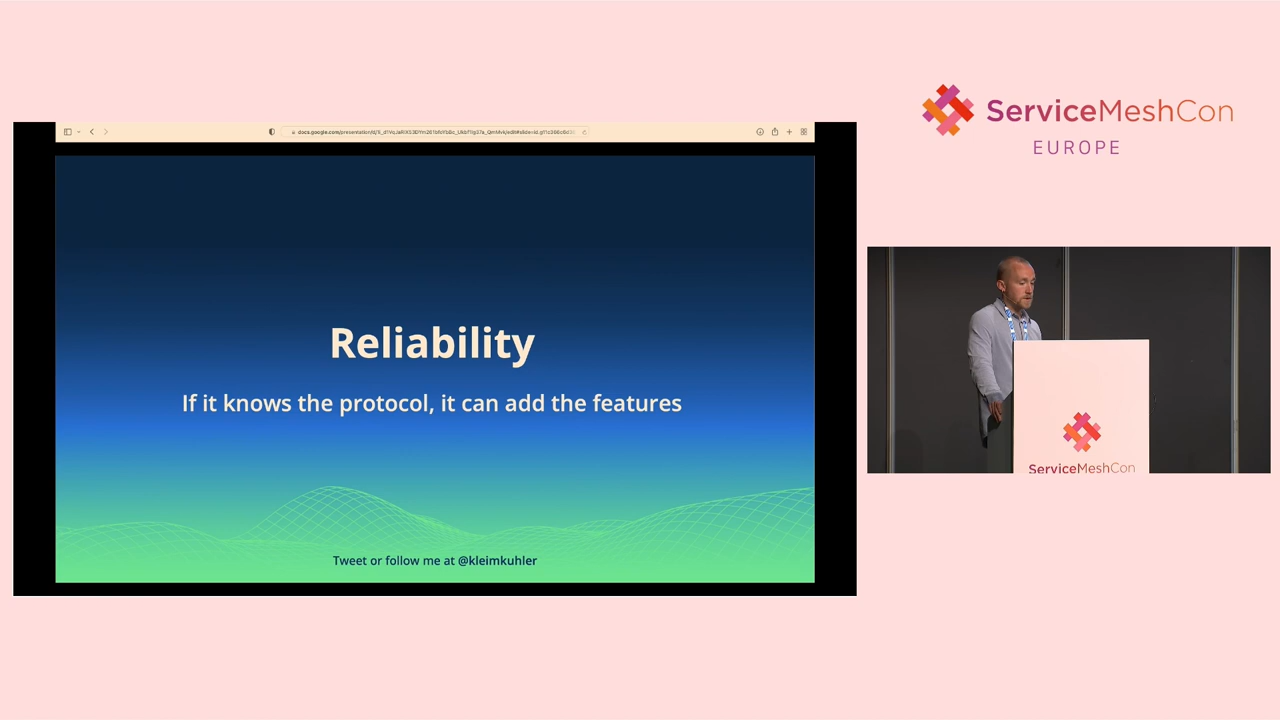 ServiceMeshCon
EUROPE
Reliability
If it knows the protocol, it can add the features
Tweet or follow me at @kleimkuhler
ServiceMeshCon